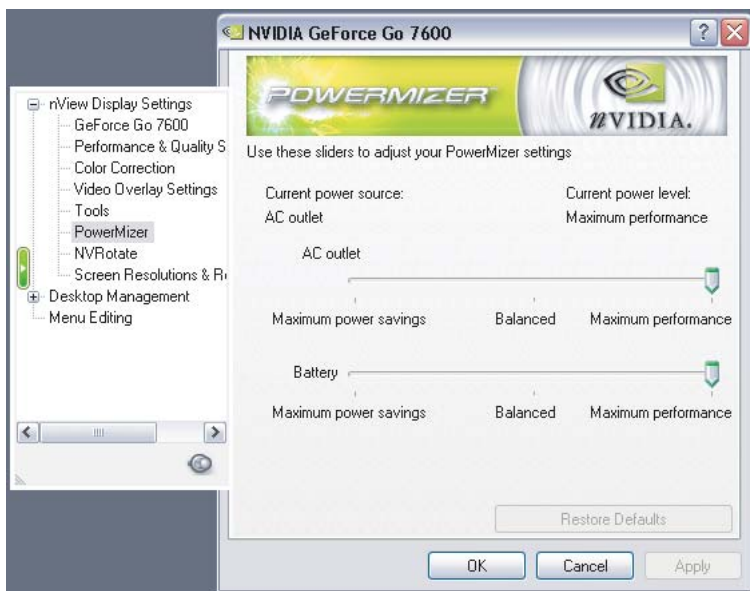 NVIDIA GeForce Go 7600
nView Display Settings
GeForce Go 7600
Performance & Quality S
Color Correction
Video Overlay Settings
Tools
PowerMizer
NVRotate
Screen Resolutions & R
Desktop Management
Menu Editing
POWERMIZER
NVIDIA.
Use these sliders to adjust your PowerMizer settings
Current power source: Current power level:
AC outlet Maximum performance
AC outlet
Maximum power savings Balanced Maximum performance
Battery
Maximum power savings Balanced Maximum performance
Restore Defaults
OK Cancel Apply